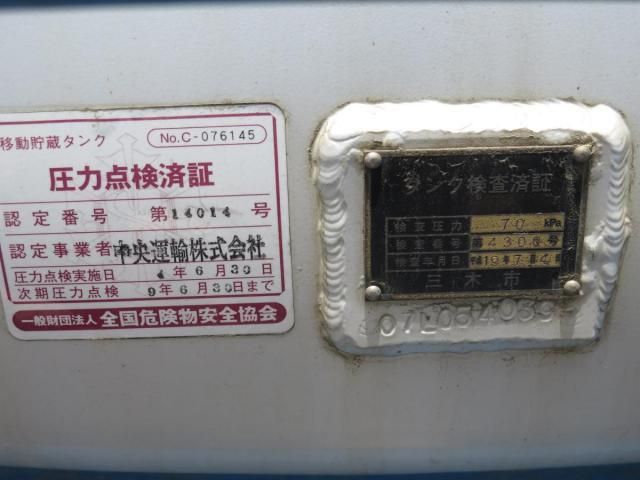 移動貯蔵タンク
No.C-076145
圧力点検済証
認定番号 第14014号
認定事業者 中央運輸株式会社
圧力点検実施日 4年6月30日
次期圧力点検 9年6月30日まで
一般財団法人 全国危険物安全協会
タンク検査済証
検査圧力 70 kPa
検定番号 第4306号
検査年月日
三木市